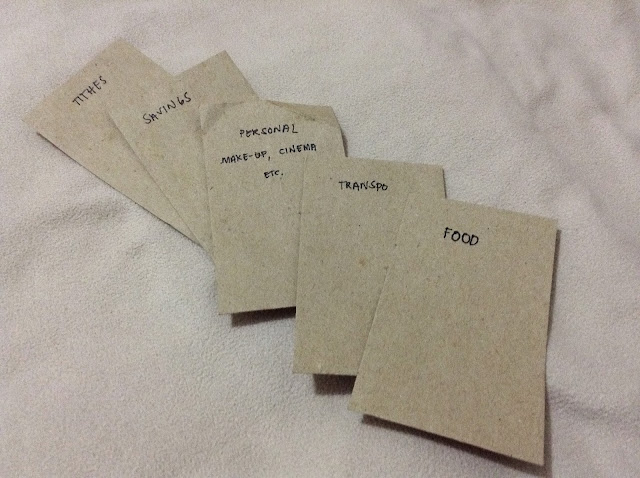 TITHES
SAVINGS
PERSONAL
MAKE-UP, CINEMA
ETC.
TRANSPO
FOOD